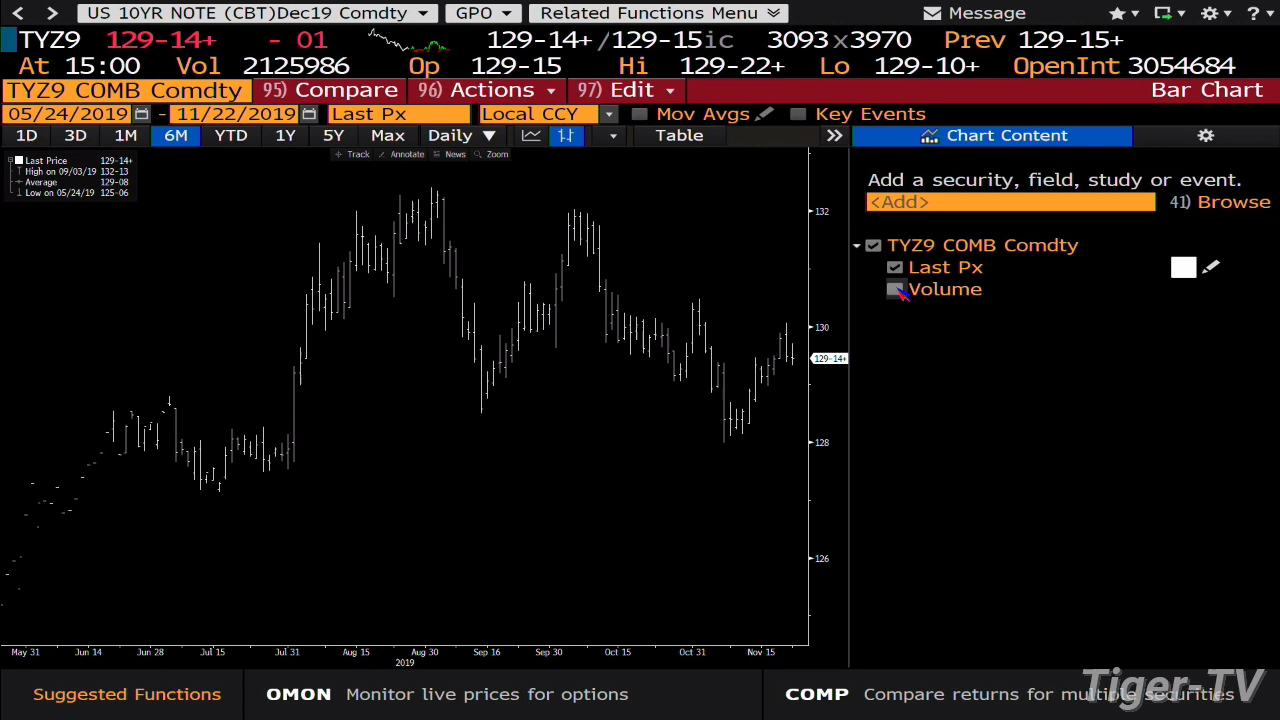 US 10YR NOTE (CBT)Dec19 Comdty GPO Related Functions Menu Message ?
TYZ9 129-14+ - 01 129-14+/129-15ic 3093x3970 Prev 129-15+
At 15:00 Vol 2125986 Op 129-15 Hi 129-22+ Lo 129-10+ OpenInt 3054684
TYZ9 COMB Comdty 95) Compare 96) Actions 97) Edit Bar Chart
05/24/2019 - 11/22/2019 Last Px Local CCY Mov Avgs Key Events
1D 3D 1M 6M YTD 1Y 5Y Max Daily Table Chart Content
Track Annotate News Zoom
Last Price 129-14+
High on 09/03/19 132-13
Average 129-08
Low on 05/24/19 125-06
Add a security, field, study or event.
<Add> 41) Browse
TYZ9 COMB Comdty
Last Px
Volume
132
130
129-14+
128
126
May 31 Jun 14 Jun 28 Jul 15 Jul 31 Aug 15 Aug 30 Sep 16 Sep 30 Oct 15 Oct 31 Nov 15
2019
Suggested Functions OMON Monitor live prices for options COMP Compare returns for multiple securities
Tiger-TV